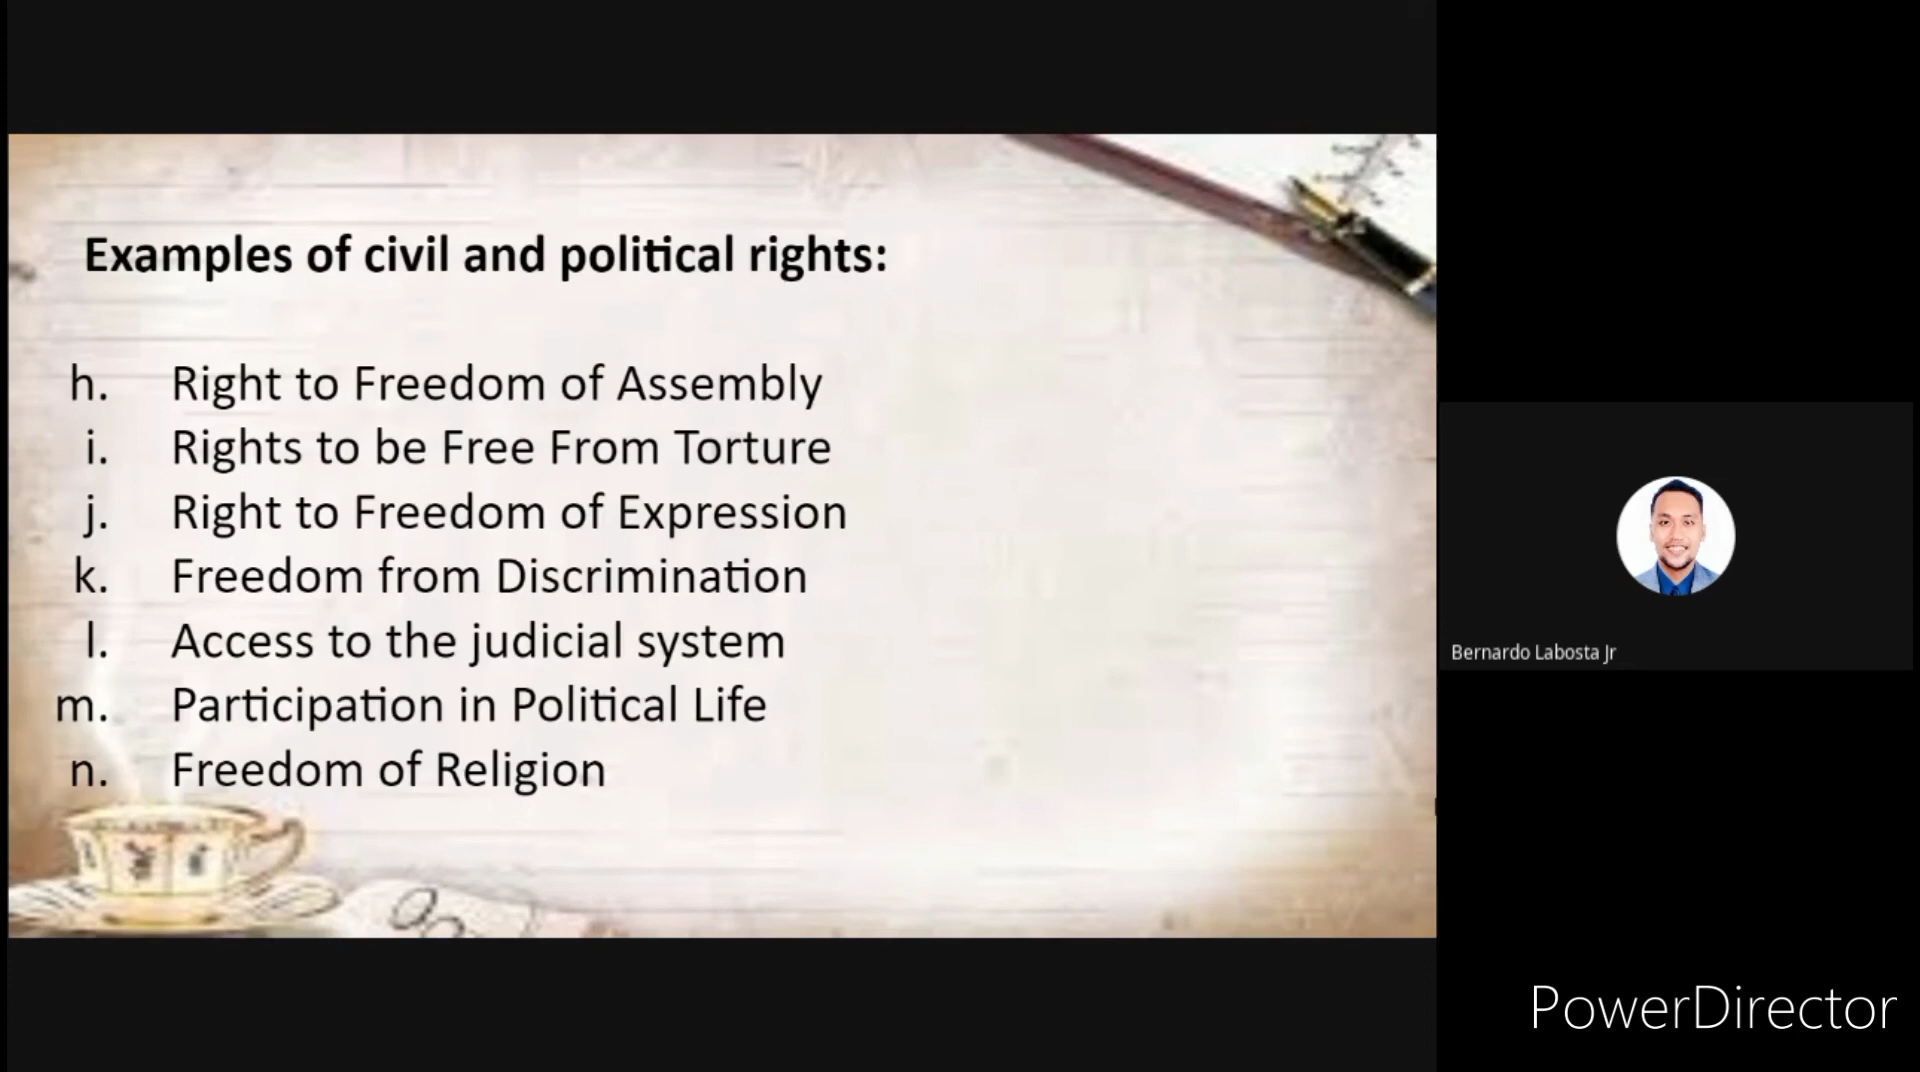 Examples of civil and political rights:
h. Right to Freedom of Assembly
i. Rights to be Free From Torture
j. Right to Freedom of Expression
k. Freedom from Discrimination
l. Access to the judicial system
m. Participation in Political Life
n. Freedom of Religion
Bernardo Labosta Jr
PowerDirector